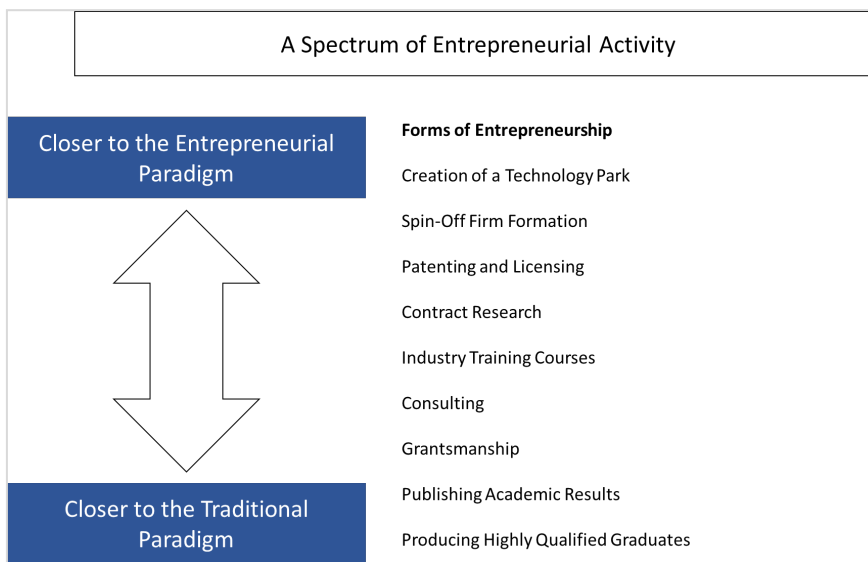 A Spectrum of Entrepreneurial Activity
Closer to the Entrepreneurial
Paradigm
Forms of Entrepreneurship
Creation of a Technology Park
Spin-Off Firm Formation
Patenting and Licensing
Contract Research
Industry Training Courses
Consulting
Grantsmanship
Publishing Academic Results
Producing Highly Qualified Graduates
Closer to the Traditional
Paradigm